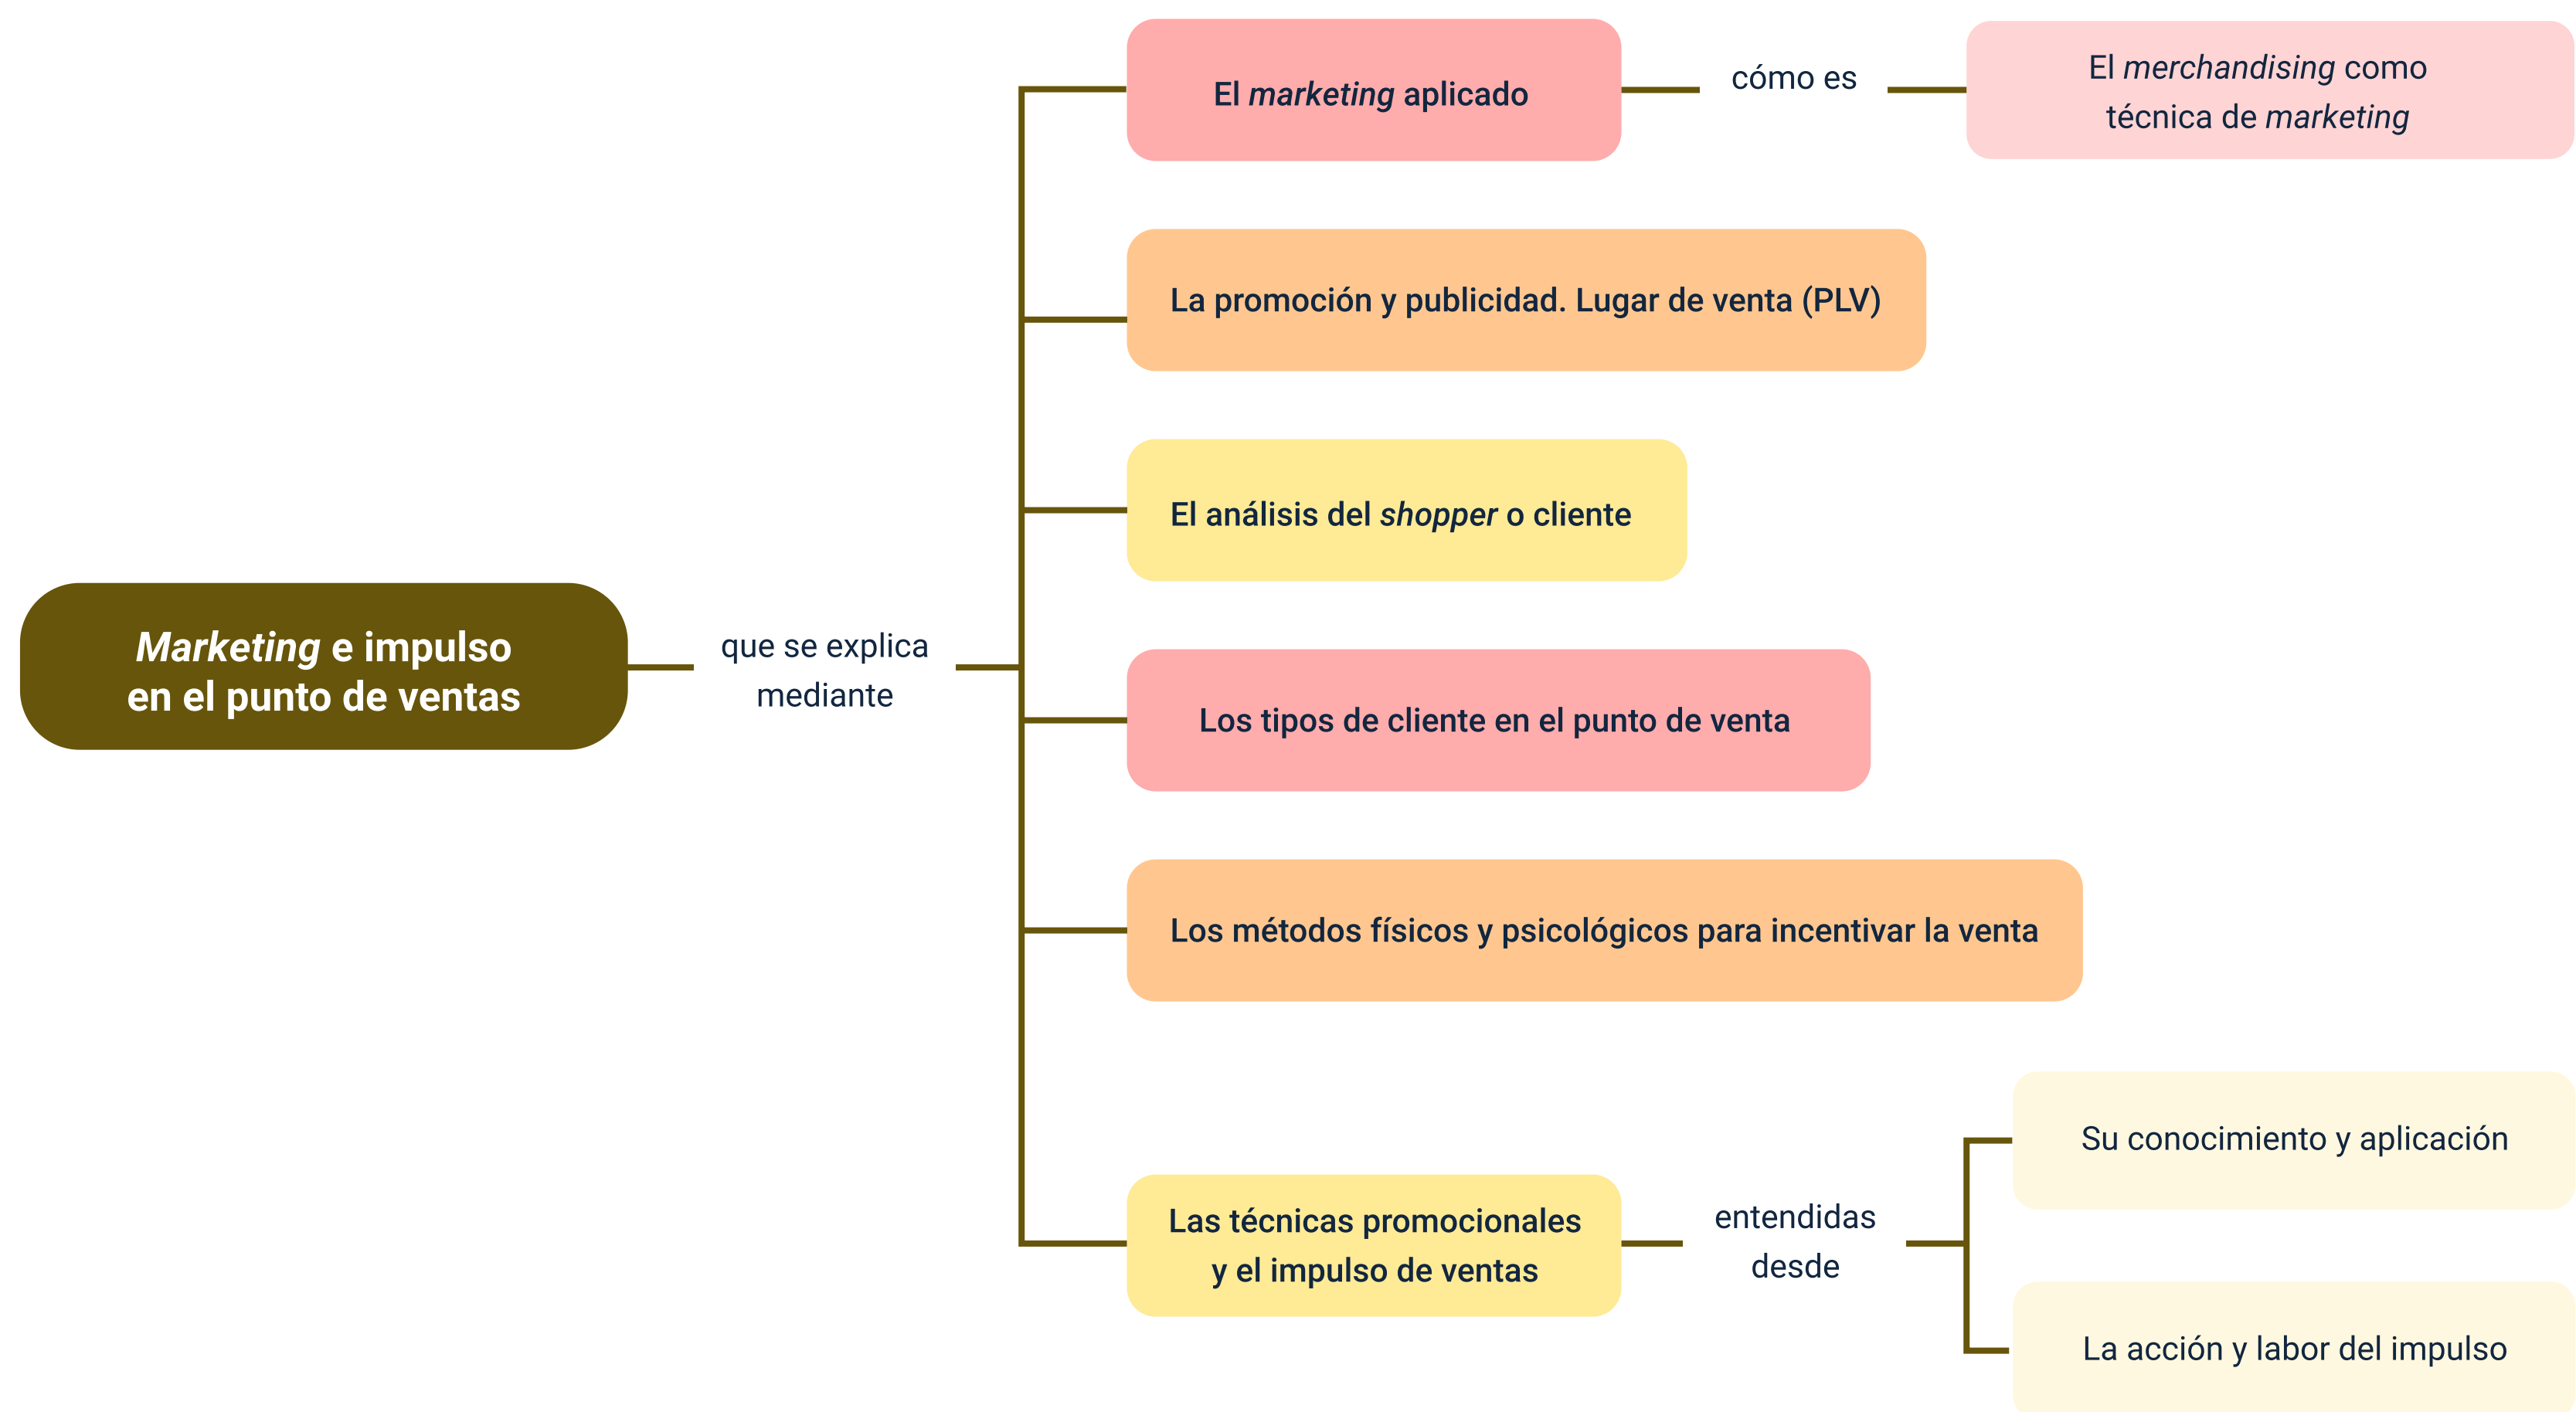 Marketing e impulso
en el punto de ventas
que se explica
mediante
El marketing aplicado
cómo es
El merchandising como
técnica de marketing
La promoción y publicidad. Lugar de venta (PLV)
El análisis del shopper o cliente
Los tipos de cliente en el punto de venta
Los métodos físicos y psicológicos para incentivar la venta
Las técnicas promocionales
y el impulso de ventas
entendidas
desde
Su conocimiento y aplicación
La acción y labor del impulso